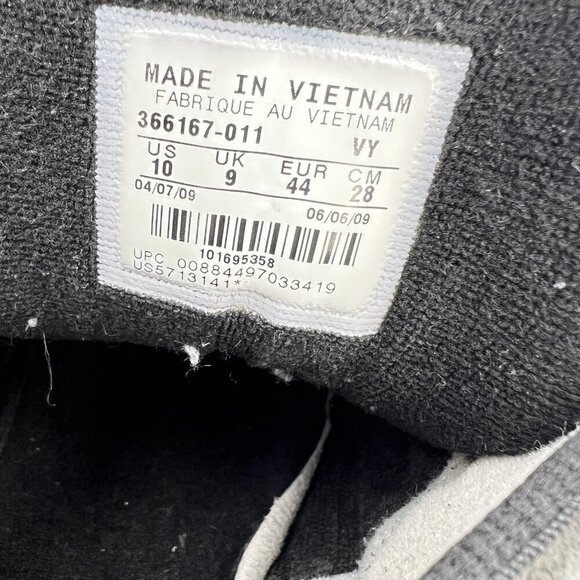 MADE IN VIETNAM
FABRIQUE AU VIETNAM
366167-011 VY
US UK EUR CM
10 9 44 28
04/07/09 06/06/09
101695358
UPC 00884497033419
US5713141*